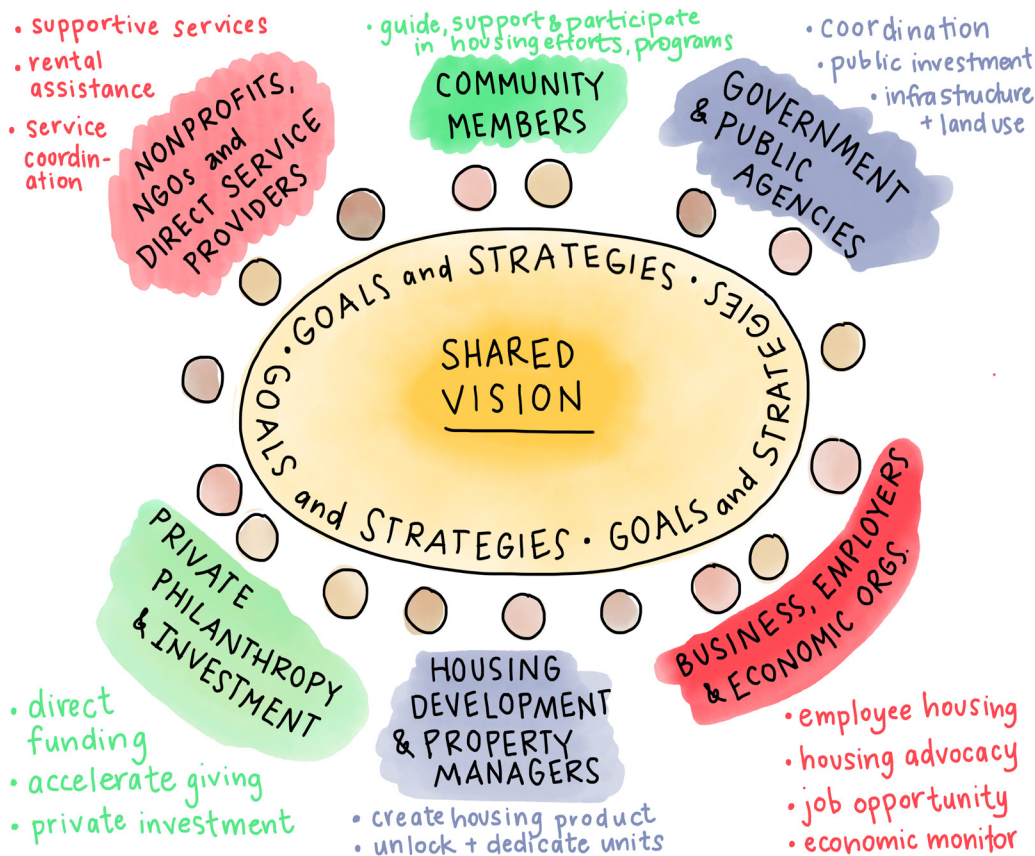 • supportive services
• rental
assistance
• service
coordin-
ation
NONPROFITS,
NGOs and
DIRECT SERVICE
PROVIDERS
• guide, support & participate
in housing efforts, programs
COMMUNITY
MEMBERS
• coordination
• public investment
• infrastructure
+ land use
GOVERNMENT
& PUBLIC
AGENCIES
• GOALS and STRATEGIES • GOALS and STRATEGIES • GOALS and STRATEGIES
SHARED
VISION
PRIVATE
PHILANTHROPY
& INVESTMENT
• direct
funding
• accelerate giving
• private investment
HOUSING
DEVELOPMENT
& PROPERTY
MANAGERS
• create housing product
• unlock + dedicate units
BUSINESS, EMPLOYERS
& ECONOMIC ORGS.
• employee housing
• housing advocacy
• job opportunity
• economic monitor